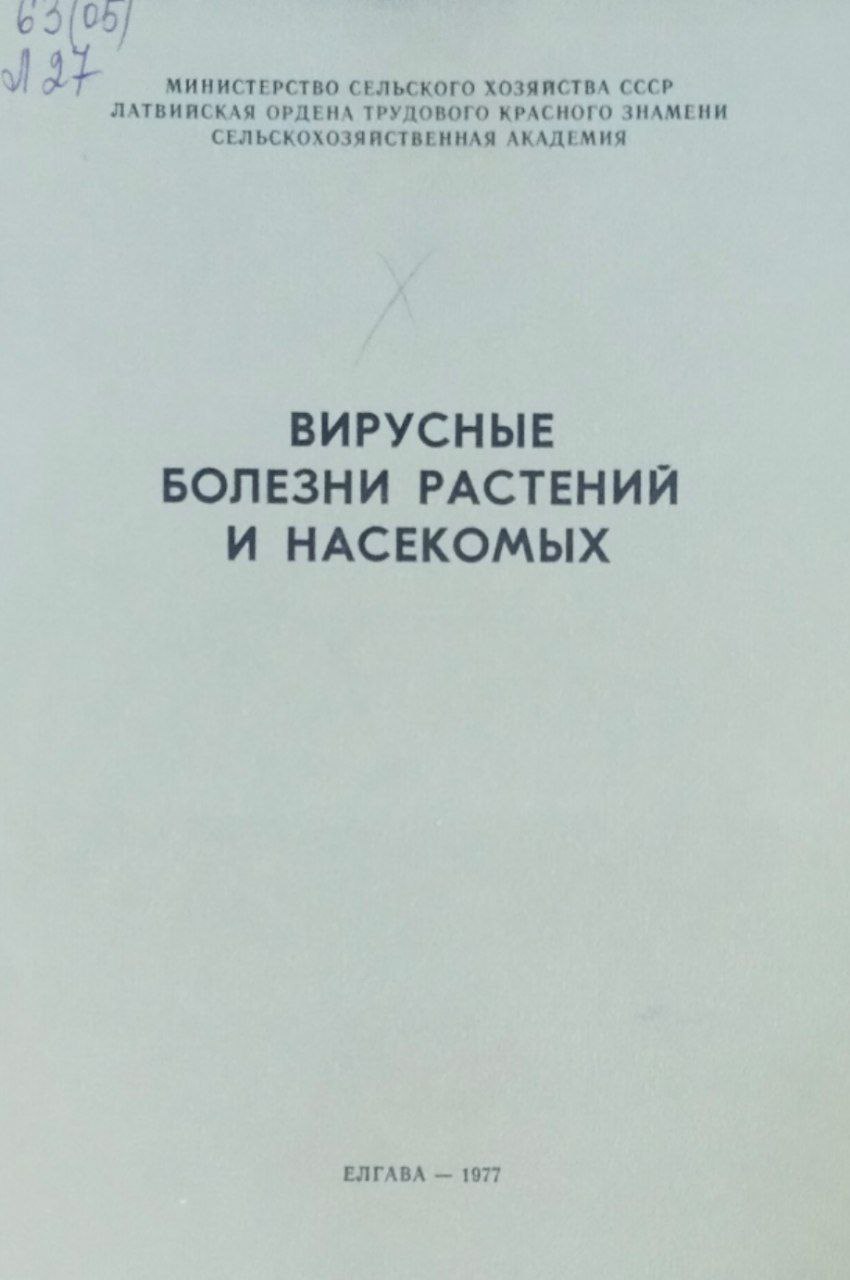 63(05)
Л27
МИНИСТЕРСТВО СЕЛЬСКОГО ХОЗЯЙСТВА СССР
ЛАТВИЙСКАЯ ОРДЕНА ТРУДОВОГО КРАСНОГО ЗНАМЕНИ
СЕЛЬСКОХОЗЯЙСТВЕННАЯ АКАДЕМИЯ
ВИРУСНЫЕ
БОЛЕЗНИ РАСТЕНИЙ
И НАСЕКОМЫХ
ЕЛГАВА — 1977